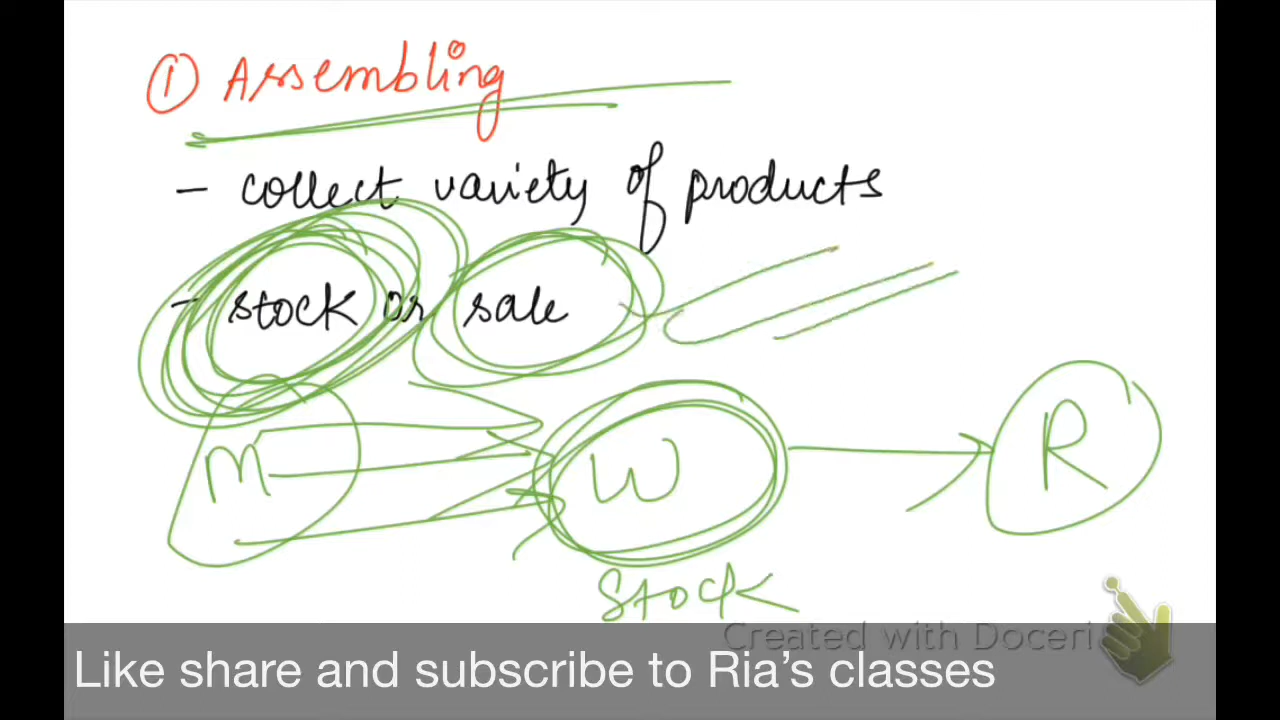 ① Assembling
- collect variety of products
- stock or sale
M W R
Stock
Created with Doceri
Like share and subscribe to Ria's classes